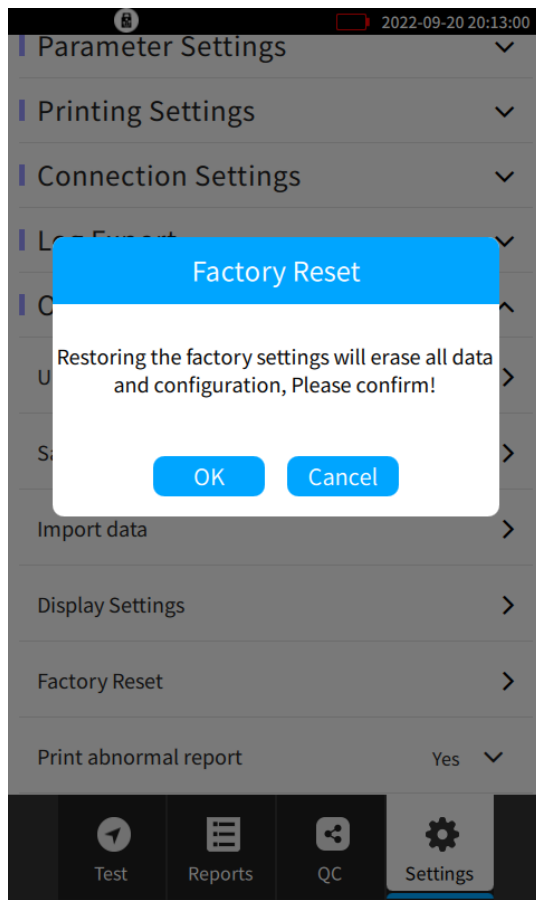 2022-09-20 20:13:00
Parameter Settings
Printing Settings
Connection Settings
Factory Reset
Restoring the factory settings will erase all data
and configuration, Please confirm!
OK
Cancel
Import data
Display Settings
Factory Reset
Print abnormal report
Yes
Test
Reports
QC
Settings